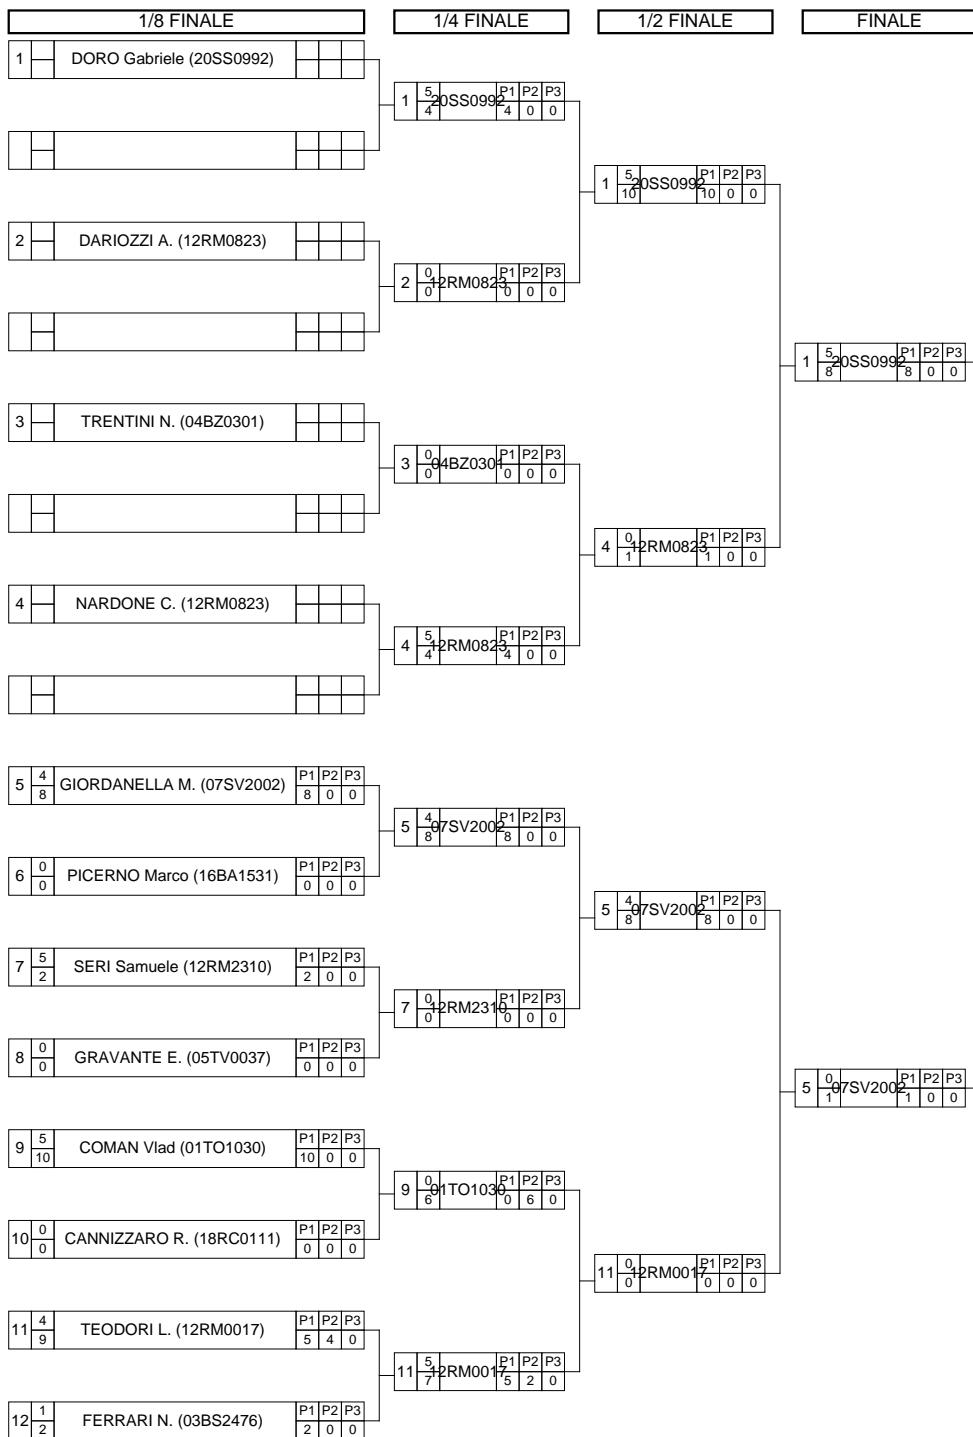 1/8 FINALE 1/4 FINALE 1/2 FINALE FINALE
1 DORO Gabriele (20SS0992)
1 5 4 20SS0992 P1 P2 P3 4 0 0
1 5 10 20SS0992 P1 P2 P3 10 0 0
2 DARIOZZI A. (12RM0823)
2 0 0 12RM0823 P1 P2 P3 0 0 0
1 5 8 20SS0992 P1 P2 P3 8 0 0
3 TRENTINI N. (04BZ0301)
3 0 0 04BZ0301 P1 P2 P3 0 0 0
4 0 1 12RM0823 P1 P2 P3 1 0 0
4 NARDONE C. (12RM0823)
4 5 4 12RM0823 P1 P2 P3 4 0 0
5 4 8 GIORDANELLA M. (07SV2002) P1 P2 P3 8 0 0
5 4 8 07SV2002 P1 P2 P3 8 0 0
6 0 0 PICERNO Marco (16BA1531) P1 P2 P3 0 0 0
5 4 8 07SV2002 P1 P2 P3 8 0 0
7 5 2 SERI Samuele (12RM2310) P1 P2 P3 2 0 0
7 0 0 12RM2310 P1 P2 P3 0 0 0
8 0 0 GRAVANTE E. (05TV0037) P1 P2 P3 0 0 0
5 0 1 07SV2002 P1 P2 P3 1 0 0
9 5 10 COMAN Vlad (01TO1030) P1 P2 P3 10 0 0
9 0 6 01TO1030 P1 P2 P3 0 6 0
10 0 0 CANNIZZARO R. (18RC0111) P1 P2 P3 0 0 0
11 0 0 12RM0017 P1 P2 P3 0 0 0
11 4 9 TEODORI L. (12RM0017) P1 P2 P3 5 4 0
11 5 7 12RM0017 P1 P2 P3 5 2 0
12 1 2 FERRARI N. (03BS2476) P1 P2 P3 2 0 0